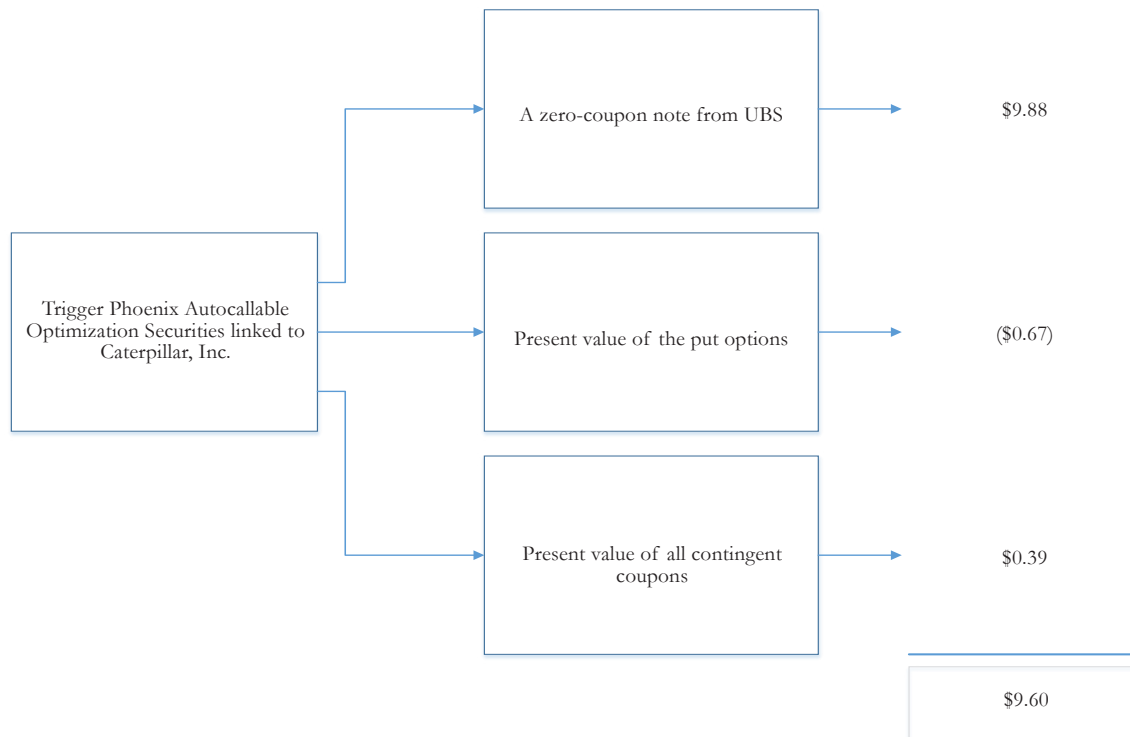 A zero-coupon note from UBS
$9.88
Trigger Phoenix Autocallable
Optimization Securities linked to
Caterpillar, Inc.
Present value of the put options
($0.67)
Present value of all contingent
coupons
$0.39
$9.60